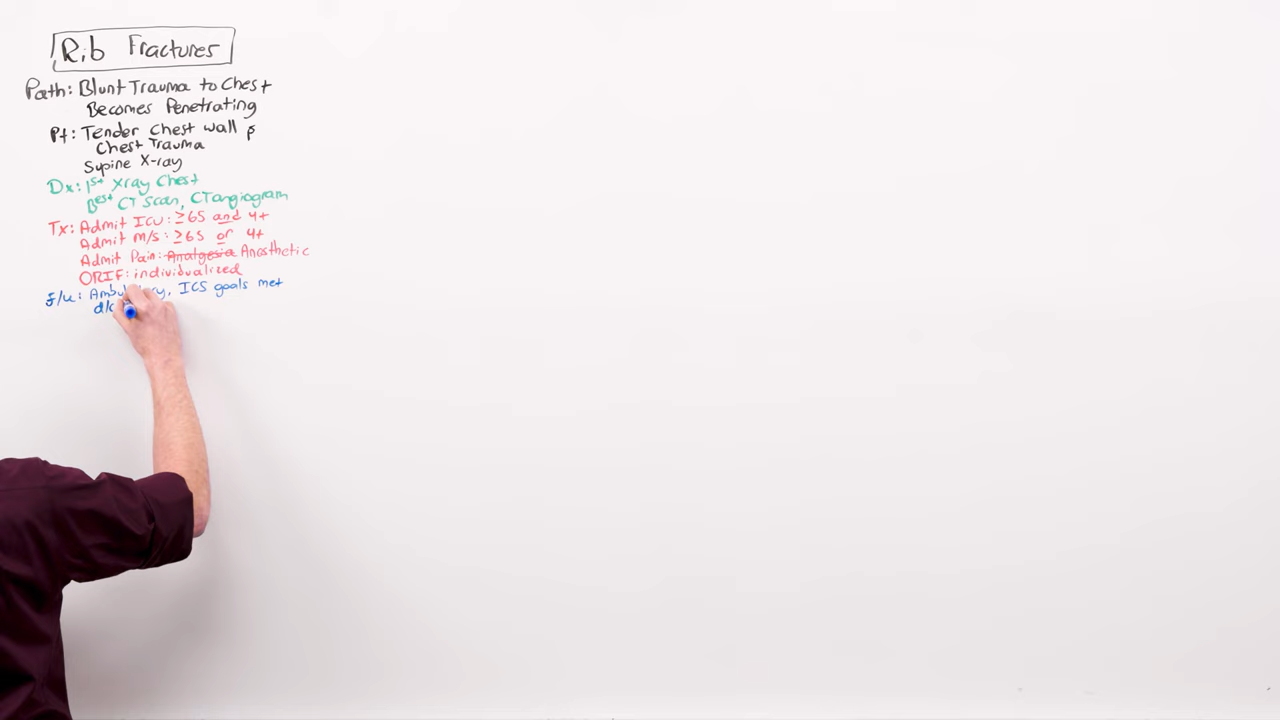 Rib Fractures
Path: Blunt Trauma to Chest
Becomes Penetrating
Pt: Tender Chest wall p̄
Chest Trauma
Supine X-ray
Dx: 1st Xray Chest
Best CT Scan, CTangiogram
Tx: Admit ICU: ≥65 and 4+
Admit m/s: ≥65 or 4+
Admit Pain: Analgesia Anesthetic
ORIF: individualized
f/u: ICS goals met
d/c